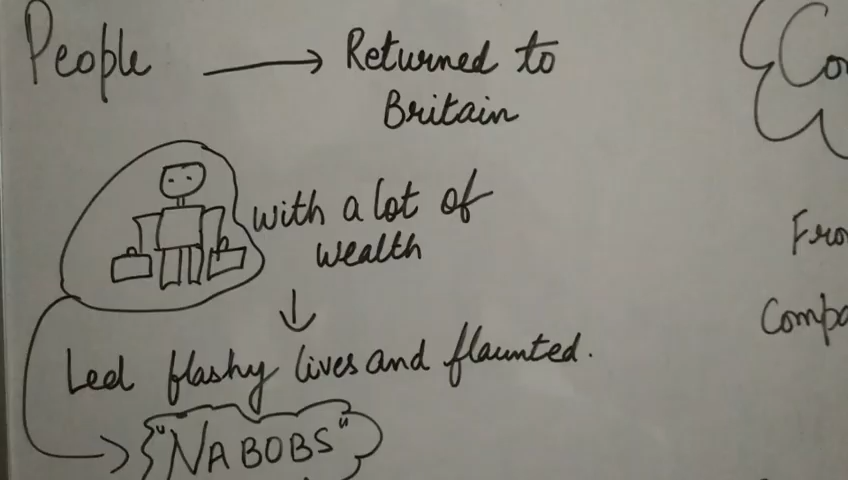 People → Returned to
Britain
with a lot of
wealth
↓
Led flashy lives and flaunted.
"NABOBS"